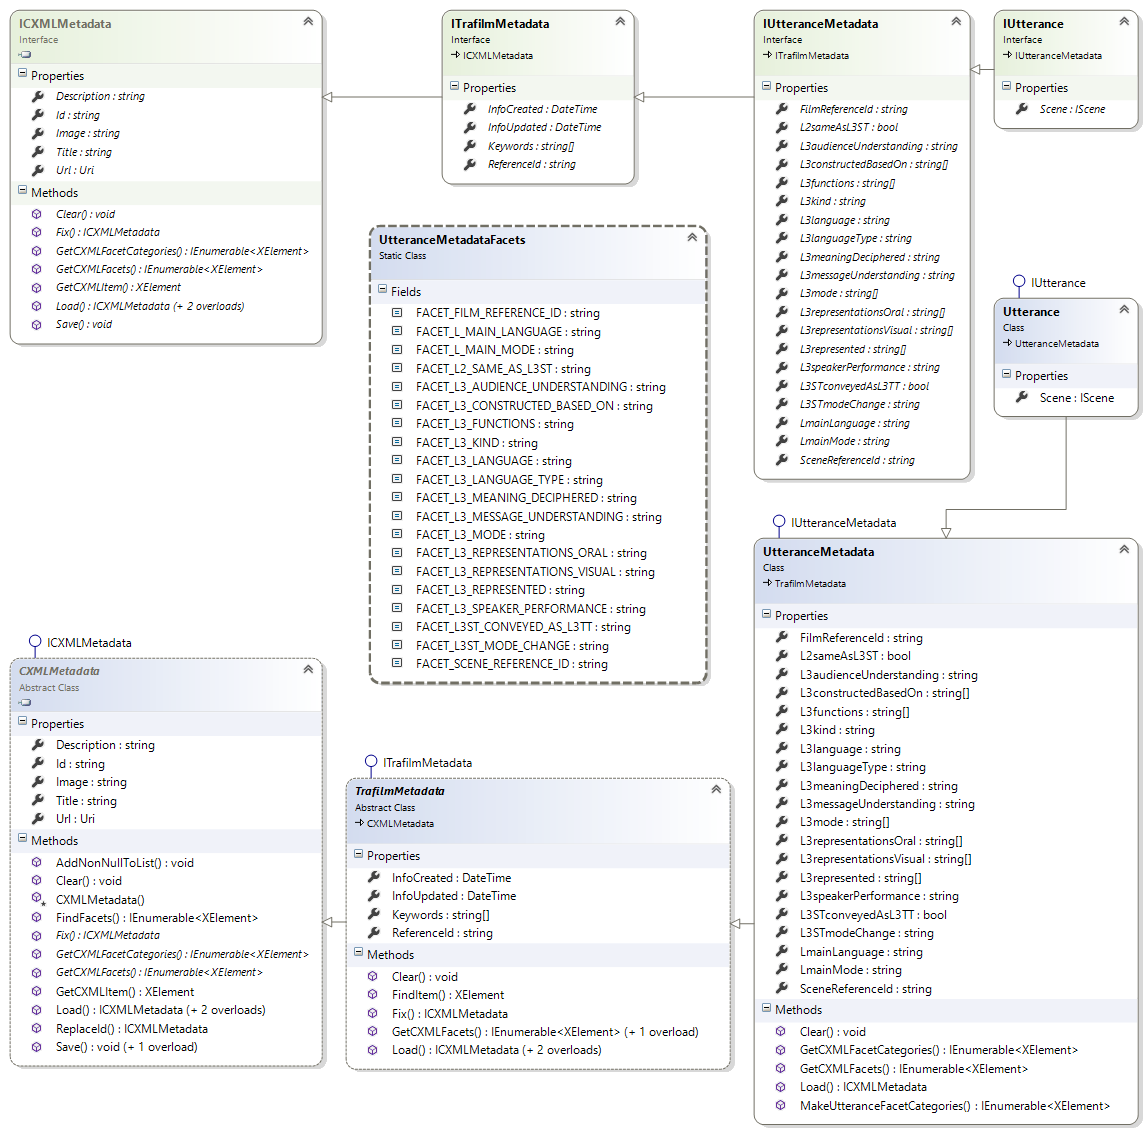 ICXMLMetadata
Interface
Properties
Description : string
Id : string
Image : string
Title : string
Url : Uri
Methods
Clear() : void
Fix() : ICXMLMetadata
GetCXMLFacetCategories() : IEnumerable<XElement>
GetCXMLFacets() : IEnumerable<XElement>
GetCXMLItem() : XElement
Load() : ICXMLMetadata (+ 2 overloads)
Save() : void
ITrafilmMetadata
Interface
ICXMLMetadata
Properties
InfoCreated : DateTime
InfoUpdated : DateTime
Keywords : string[]
ReferenceId : string
IUtteranceMetadata
Interface
ITrafilmMetadata
Properties
FilmReferenceId : string
L2sameAsL3ST : bool
L3audienceUnderstanding : string
L3constructedBasedOn : string[]
L3functions : string[]
L3kind : string
L3language : string
L3languageType : string
L3meaningDeciphered : string
L3messageUnderstanding : string
L3mode : string[]
L3representationsOral : string[]
L3representationsVisual : string[]
L3represented : string[]
L3speakerPerformance : string
L3STconveyedAsL3TT : bool
L3STmodeChange : string
LmainLanguage : string
LmainMode : string
SceneReferenceId : string
IUtterance
Interface
IUtteranceMetadata
Properties
Scene : IScene
UtteranceMetadataFacets
Static Class
Fields
FACET_FILM_REFERENCE_ID : string
FACET_L_MAIN_LANGUAGE : string
FACET_L_MAIN_MODE : string
FACET_L2_SAME_AS_L3ST : string
FACET_L3_AUDIENCE_UNDERSTANDING : string
FACET_L3_CONSTRUCTED_BASED_ON : string
FACET_L3_FUNCTIONS : string
FACET_L3_KIND : string
FACET_L3_LANGUAGE : string
FACET_L3_LANGUAGE_TYPE : string
FACET_L3_MEANING_DECIPHERED : string
FACET_L3_MESSAGE_UNDERSTANDING : string
FACET_L3_MODE : string
FACET_L3_REPRESENTATIONS_ORAL : string
FACET_L3_REPRESENTATIONS_VISUAL : string
FACET_L3_REPRESENTED : string
FACET_L3_SPEAKER_PERFORMANCE : string
FACET_L3ST_CONVEYED_AS_L3TT : string
FACET_L3ST_MODE_CHANGE : string
FACET_SCENE_REFERENCE_ID : string
IUtterance
Utterance
Class
UtteranceMetadata
Properties
Scene : IScene
ICXMLMetadata
CXMLMetadata
Abstract Class
Properties
Description : string
Id : string
Image : string
Title : string
Url : Uri
Methods
AddNonNullToList() : void
Clear() : void
CXMLMetadata()
FindFacets() : IEnumerable<XElement>
Fix() : ICXMLMetadata
GetCXMLFacetCategories() : IEnumerable<XElement>
GetCXMLFacets() : IEnumerable<XElement>
GetCXMLItem() : XElement
Load() : ICXMLMetadata (+ 2 overloads)
ReplaceId() : ICXMLMetadata
Save() : void (+ 1 overload)
ITrafilmMetadata
TrafilmMetadata
Abstract Class
CXMLMetadata
Properties
InfoCreated : DateTime
InfoUpdated : DateTime
Keywords : string[]
ReferenceId : string
Methods
Clear() : void
FindItem() : XElement
Fix() : ICXMLMetadata
GetCXMLFacets() : IEnumerable<XElement> (+ 1 overload)
Load() : ICXMLMetadata (+ 2 overloads)
IUtteranceMetadata
UtteranceMetadata
Class
TrafilmMetadata
Properties
FilmReferenceId : string
L2sameAsL3ST : bool
L3audienceUnderstanding : string
L3constructedBasedOn : string[]
L3functions : string[]
L3kind : string
L3language : string
L3languageType : string
L3meaningDeciphered : string
L3messageUnderstanding : string
L3mode : string[]
L3representationsOral : string[]
L3representationsVisual : string[]
L3represented : string[]
L3speakerPerformance : string
L3STconveyedAsL3TT : bool
L3STmodeChange : string
LmainLanguage : string
LmainMode : string
SceneReferenceId : string
Methods
Clear() : void
GetCXMLFacetCategories() : IEnumerable<XElement>
GetCXMLFacets() : IEnumerable<XElement>
Load() : ICXMLMetadata
MakeUtteranceFacetCategories() : IEnumerable<XElement>